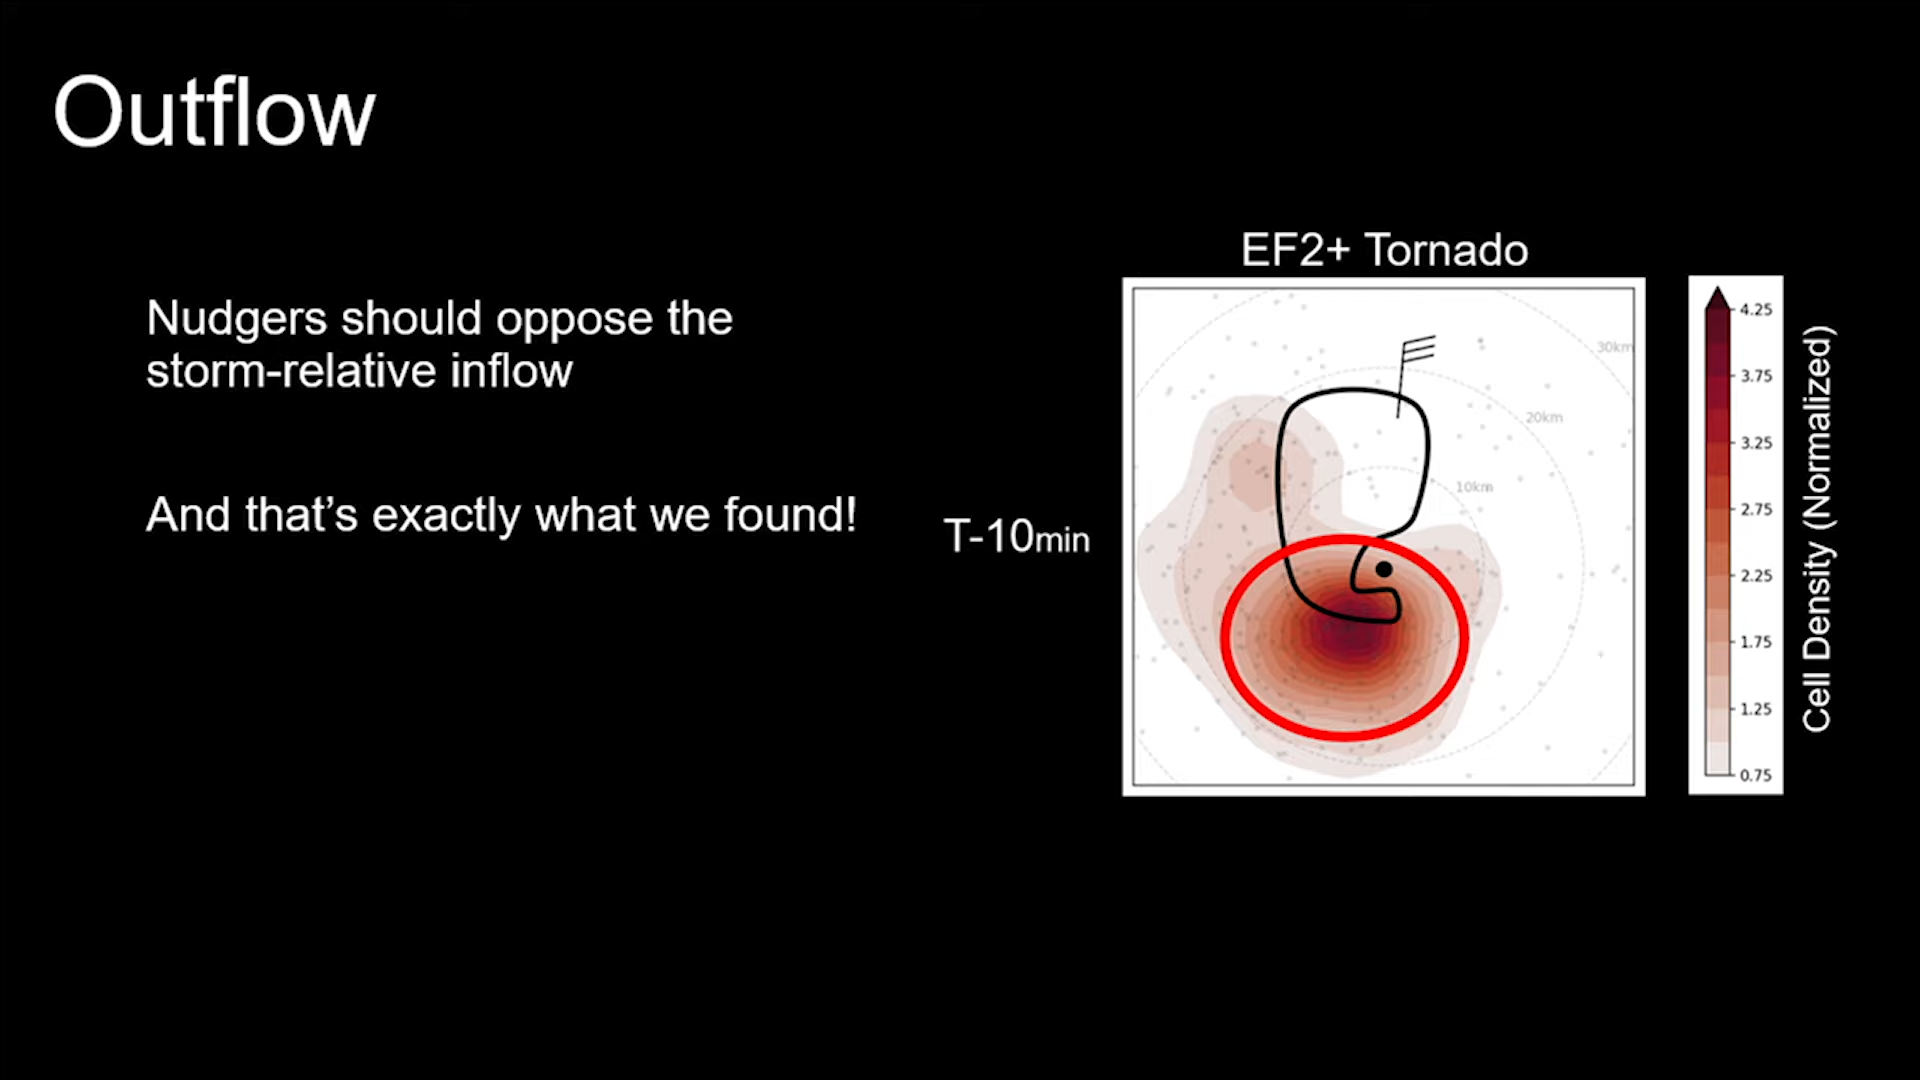 Outflow
Nudgers should oppose the
storm-relative inflow
And that’s exactly what we found!
T-10min
EF2+ Tornado
30km
20km
10km
4.25
3.75
3.25
2.75
2.25
1.75
1.25
0.75
Cell Density (Normalized)